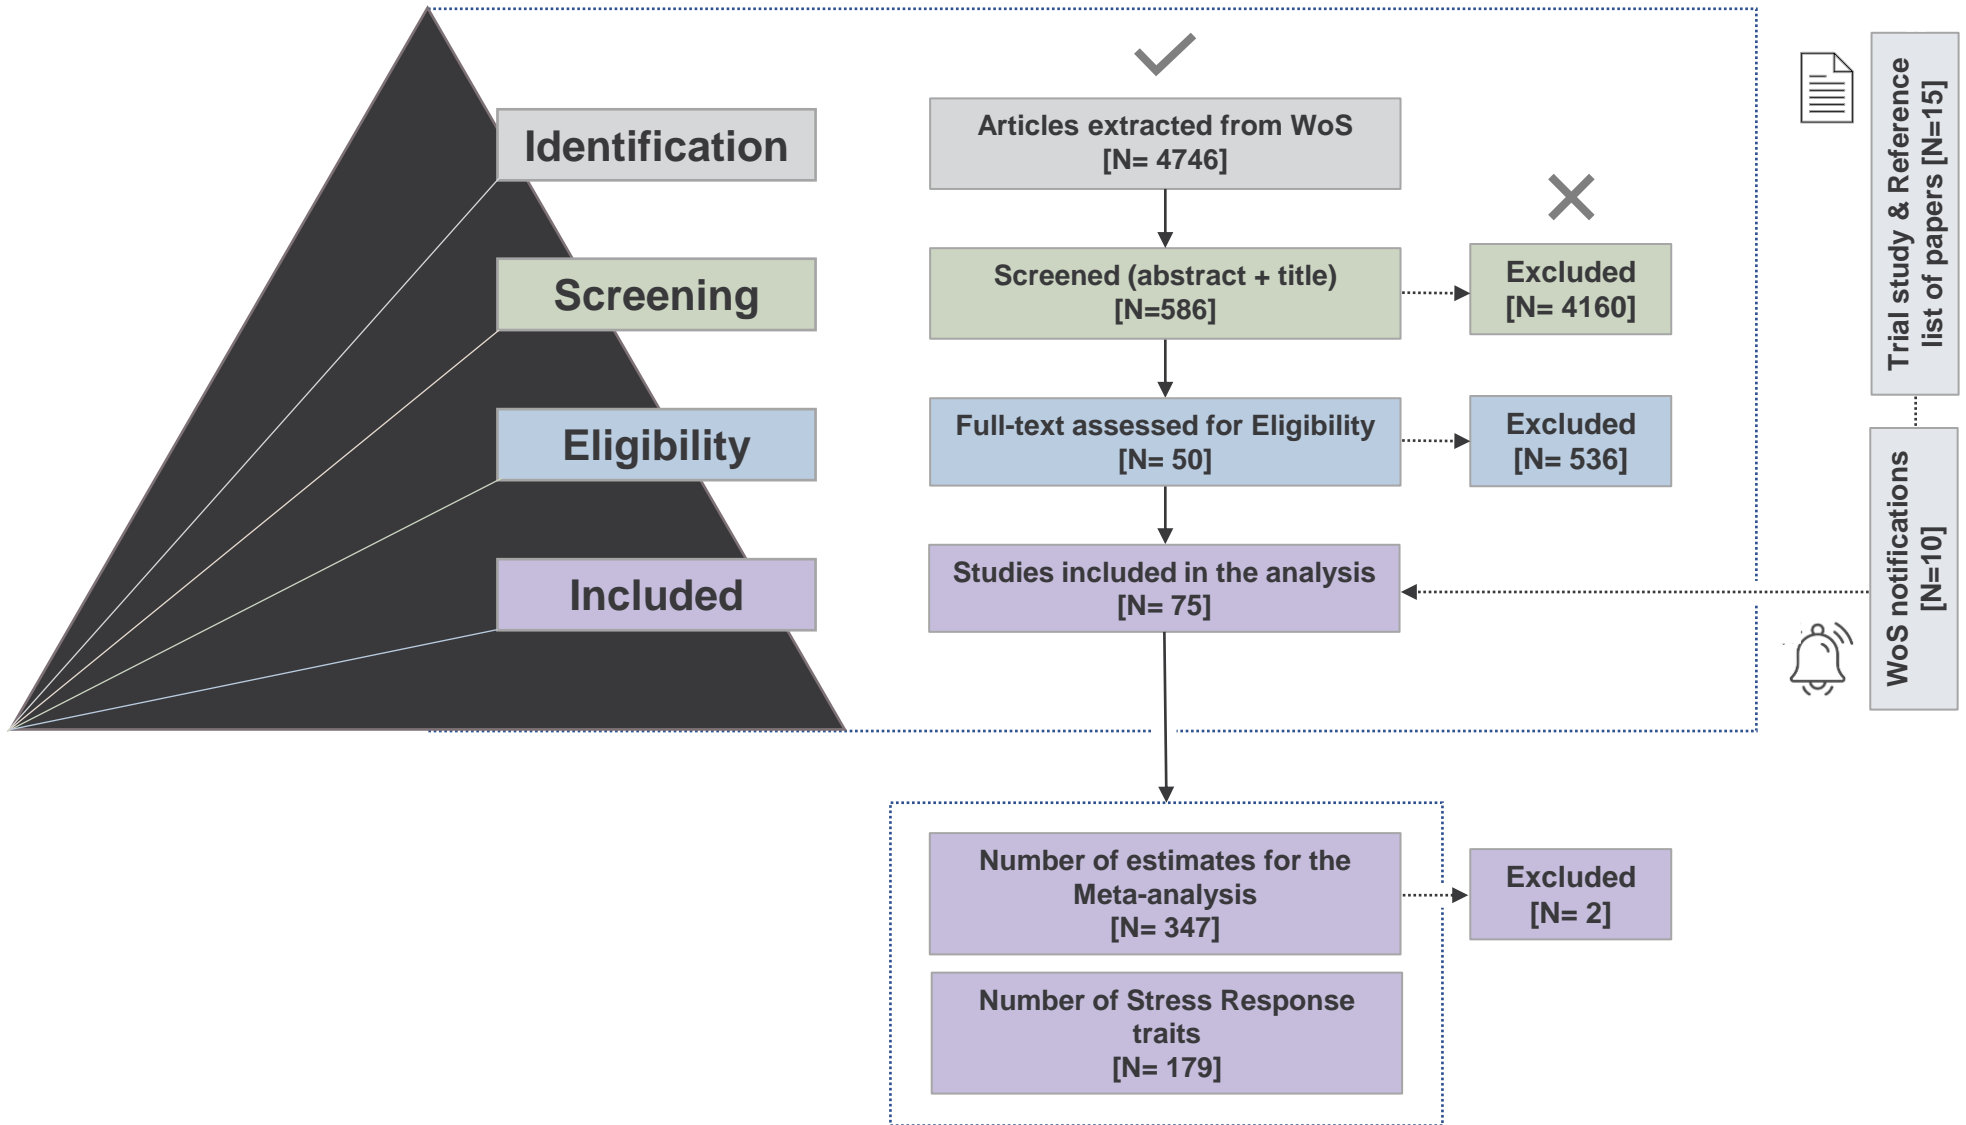 Identification
Articles extracted from WoS
[N= 4746]
Screening
Screened (abstract + title)
[N=586]
Excluded
[N= 4160]
Eligibility
Full-text assessed for Eligibility
[N= 50]
Excluded
[N= 536]
Included
Studies included in the analysis
[N= 75]
Trial study & Reference
list of papers [N=15]
WoS notifications
[N=10]
Number of estimates for the
Meta-analysis
[N= 347]
Excluded
[N= 2]
Number of Stress Response
traits
[N= 179]